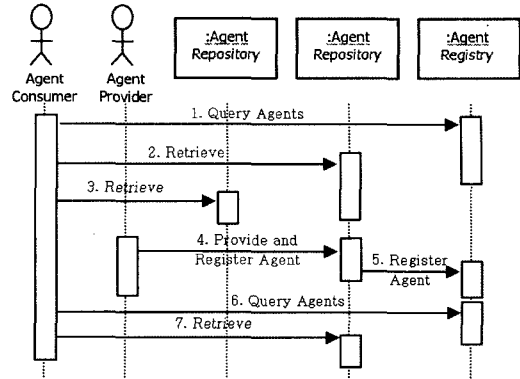 :Agent
Repository
:Agent
Repository
:Agent
Registry
Agent
Consumer
Agent
Provider
1. Query Agents
2. Retrieve
3. Retrieve
4. Provide and
Register Agent
5. Register
Agent
6. Query Agents
7. Retrieve